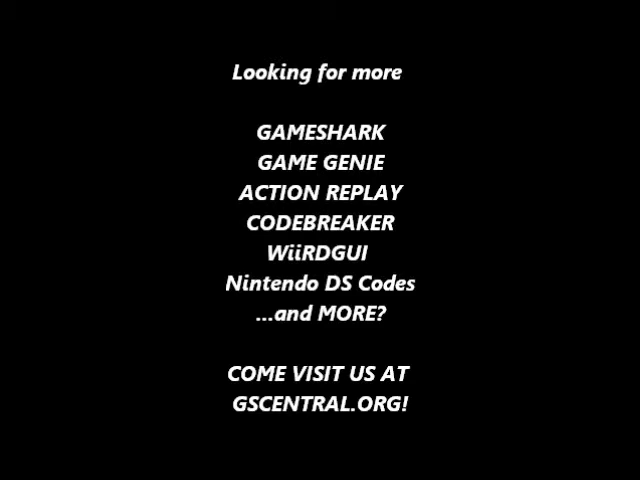 Looking for more
GAMESHARK
GAME GENIE
ACTION REPLAY
CODEBREAKER
WiiRDGUI
Nintendo DS Codes
...and MORE?
COME VISIT US AT
GSCENTRAL.ORG!